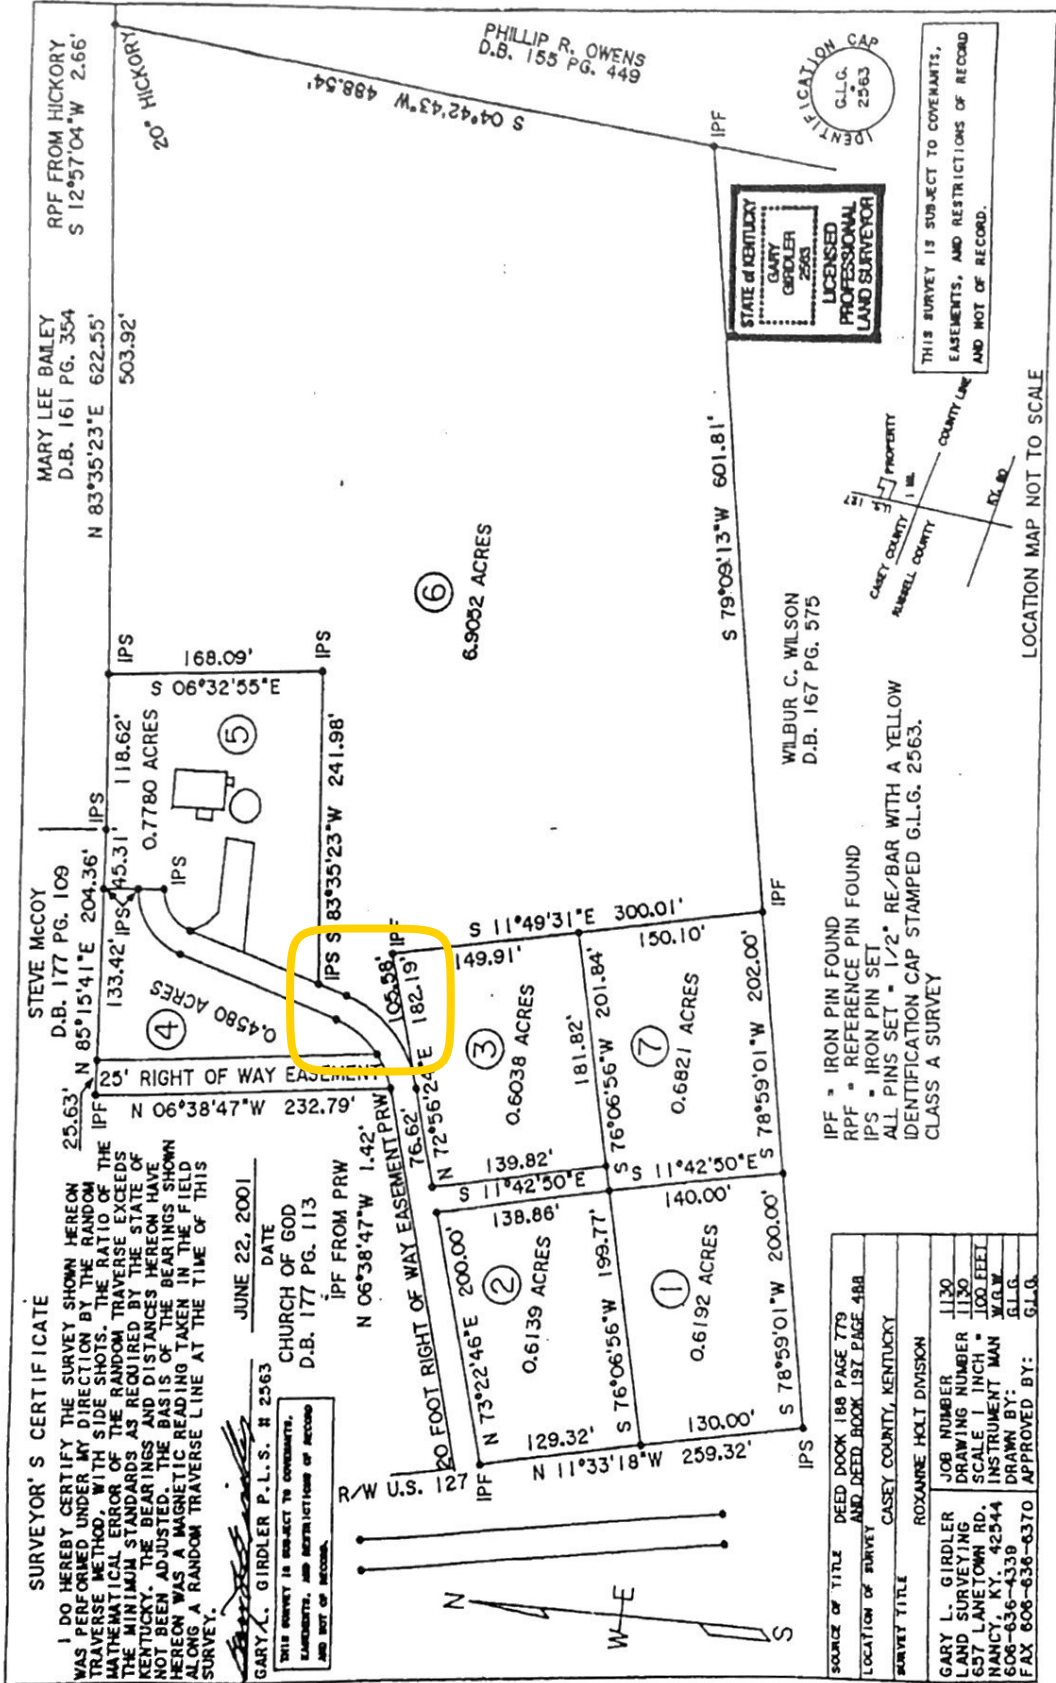 SURVEYOR'S CERTIFICATE
I DO HEREBY CERTIFY THE SURVEY SHOWN HEREON
WAS PERFORMED UNDER MY DIRECTION BY THE RANDOM
TRAVERSE METHOD, WITH SIDE SHOTS. THE RATIO OF THE
MATHEMATICAL ERROR OF THE RANDOM TRAVERSE EXCEEDS
THE MINIMUM STANDARDS AS REQUIRED BY THE STATE OF
KENTUCKY. THE BEARINGS AND DISTANCES HEREON HAVE
NOT BEEN ADJUSTED. THE BASIS OF THE BEARINGS SHOWN
HEREON WAS A MAGNETIC READING TAKEN IN THE FIELD
ALONG A RANDOM TRAVERSE LINE AT THE TIME OF THIS
SURVEY.
JUNE 22, 2001
GARY L. GIRDLER P.L.S. # 2563 DATE
THIS SURVEY IS SUBJECT TO COVENANTS,
EASEMENTS, AND RESTRICTIONS OF RECORD
AND NOT OF RECORD.
CHURCH OF GOD
D.B. 177 PG. 113
IPF FROM PRW
N 06°38'47"W 1.42'
STEVE McCOY
D.B. 177 PG. 109
25.63' N 85°15'41"E 204.36'
133.42'
45.31'
118.62'
IPF
IPS
IPS
IPS
IPS
MARY LEE BAILEY
D.B. 161 PG. 354
N 83°35'23"E 622.55'
503.92'
RPF FROM HICKORY
S 12°57'04"W 2.66'
20" HICKORY
PHILLIP R. OWENS
D.B. 155 PG. 449
S 04°42'43"W 488.54'
IPF
25' RIGHT OF WAY EASEMENT
N 06°38'47"W 232.79'
PRW
4
0.4580 ACRES
0.7780 ACRES
5
168.09'
S 06°32'55"E
IPS
IPS S 83°35'23"W 241.98'
105.58'
IPF
N 72°56'24"E 182.19'
76.62'
20 FOOT RIGHT OF WAY EASEMENT
R/W U.S. 127
IPF
N 73°22'46"E 200.00'
2
0.6139 ACRES
138.86'
S 11°42'50"E
139.82'
3
0.6038 ACRES
149.91'
S 11°49'31"E 300.01'
150.10'
6
6.9052 ACRES
129.32'
N 11°33'18"W 259.32'
130.00'
S 76°06'56"W 199.77'
1
0.6192 ACRES
140.00'
S 11°42'50"E
181.82'
S 76°06'56"W 201.84'
7
0.6821 ACRES
S 78°59'01"W 200.00'
S 78°59'01"W 202.00'
IPS
IPF
S 79°09'13"W 601.81'
WILBUR C. WILSON
D.B. 167 PG. 575
N
W E
S
STATE of KENTUCKY
GARY
GIRDLER
2563
LICENSED
PROFESSIONAL
LAND SURVEYOR
IDENTIFICATION CAP
G.L.G.
#
2563
THIS SURVEY IS SUBJECT TO COVENANTS,
EASEMENTS, AND RESTRICTIONS OF RECORD
AND NOT OF RECORD.
IPF = IRON PIN FOUND
RPF = REFERENCE PIN FOUND
IPS = IRON PIN SET
ALL PINS SET = 1/2" RE/BAR WITH A YELLOW
IDENTIFICATION CAP STAMPED G.L.G. 2563.
CLASS A SURVEY
U.S. 127
PROPERTY
1 MI.
CASEY COUNTY
RUSSELL COUNTY
COUNTY LINE
KY. 80
LOCATION MAP NOT TO SCALE
SOURCE OF TITLE DEED DOOK 188 PAGE 779
AND DEED BOOK 197 PAGE 488
LOCATION OF SURVEY
CASEY COUNTY, KENTUCKY
SURVEY TITLE
ROXANNE HOLT DIVISION
GARY L. GIRDLER
LAND SURVEYING
657 LANETOWN RD.
NANCY, KY. 42544
606-636-4339
FAX 606-636-6370
JOB NUMBER 1130
DRAWING NUMBER 1130
SCALE 1 INCH = 100 FEET
INSTRUMENT MAN W.G.W.
DRAWN BY: G.L.G.
APPROVED BY: G.L.G.